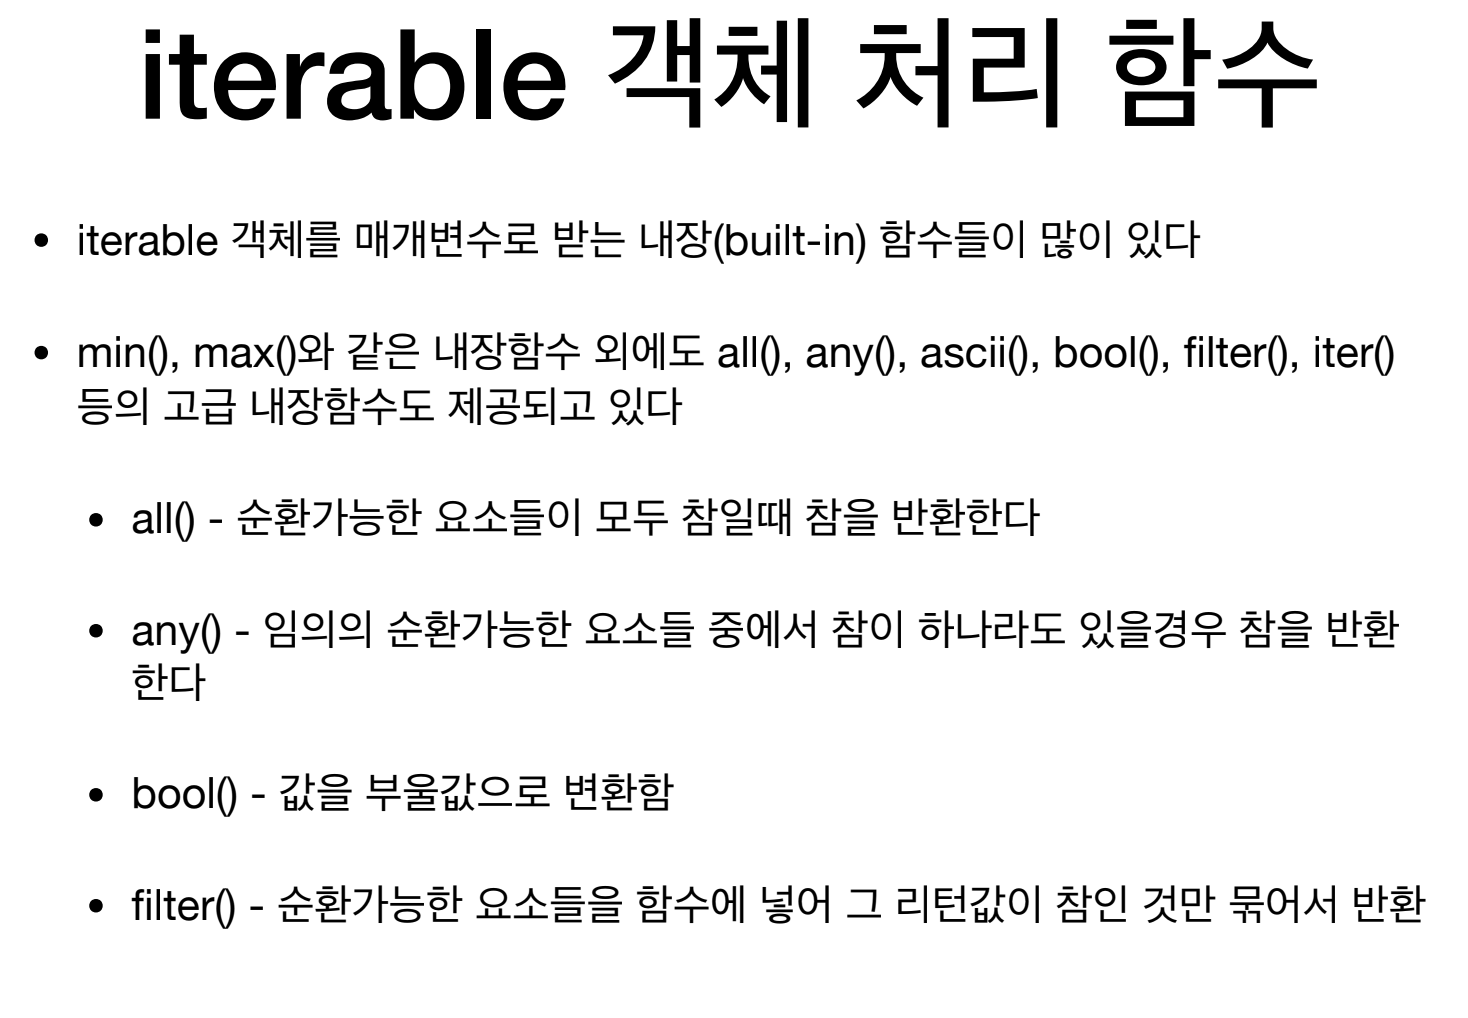 iterable 객체 처리 함수
• iterable 객체를 매개변수로 받는 내장(built-in) 함수들이 많이 있다
• min(), max()와 같은 내장함수 외에도 all(), any(), ascii(), bool(), filter(), iter()
등의 고급 내장함수도 제공되고 있다
• all() - 순환가능한 요소들이 모두 참일때 참을 반환한다
• any() - 임의의 순환가능한 요소들 중에서 참이 하나라도 있을경우 참을 반환
한다
• bool() - 값을 부울값으로 변환함
• filter() - 순환가능한 요소들을 함수에 넣어 그 리턴값이 참인 것만 묶어서 반환